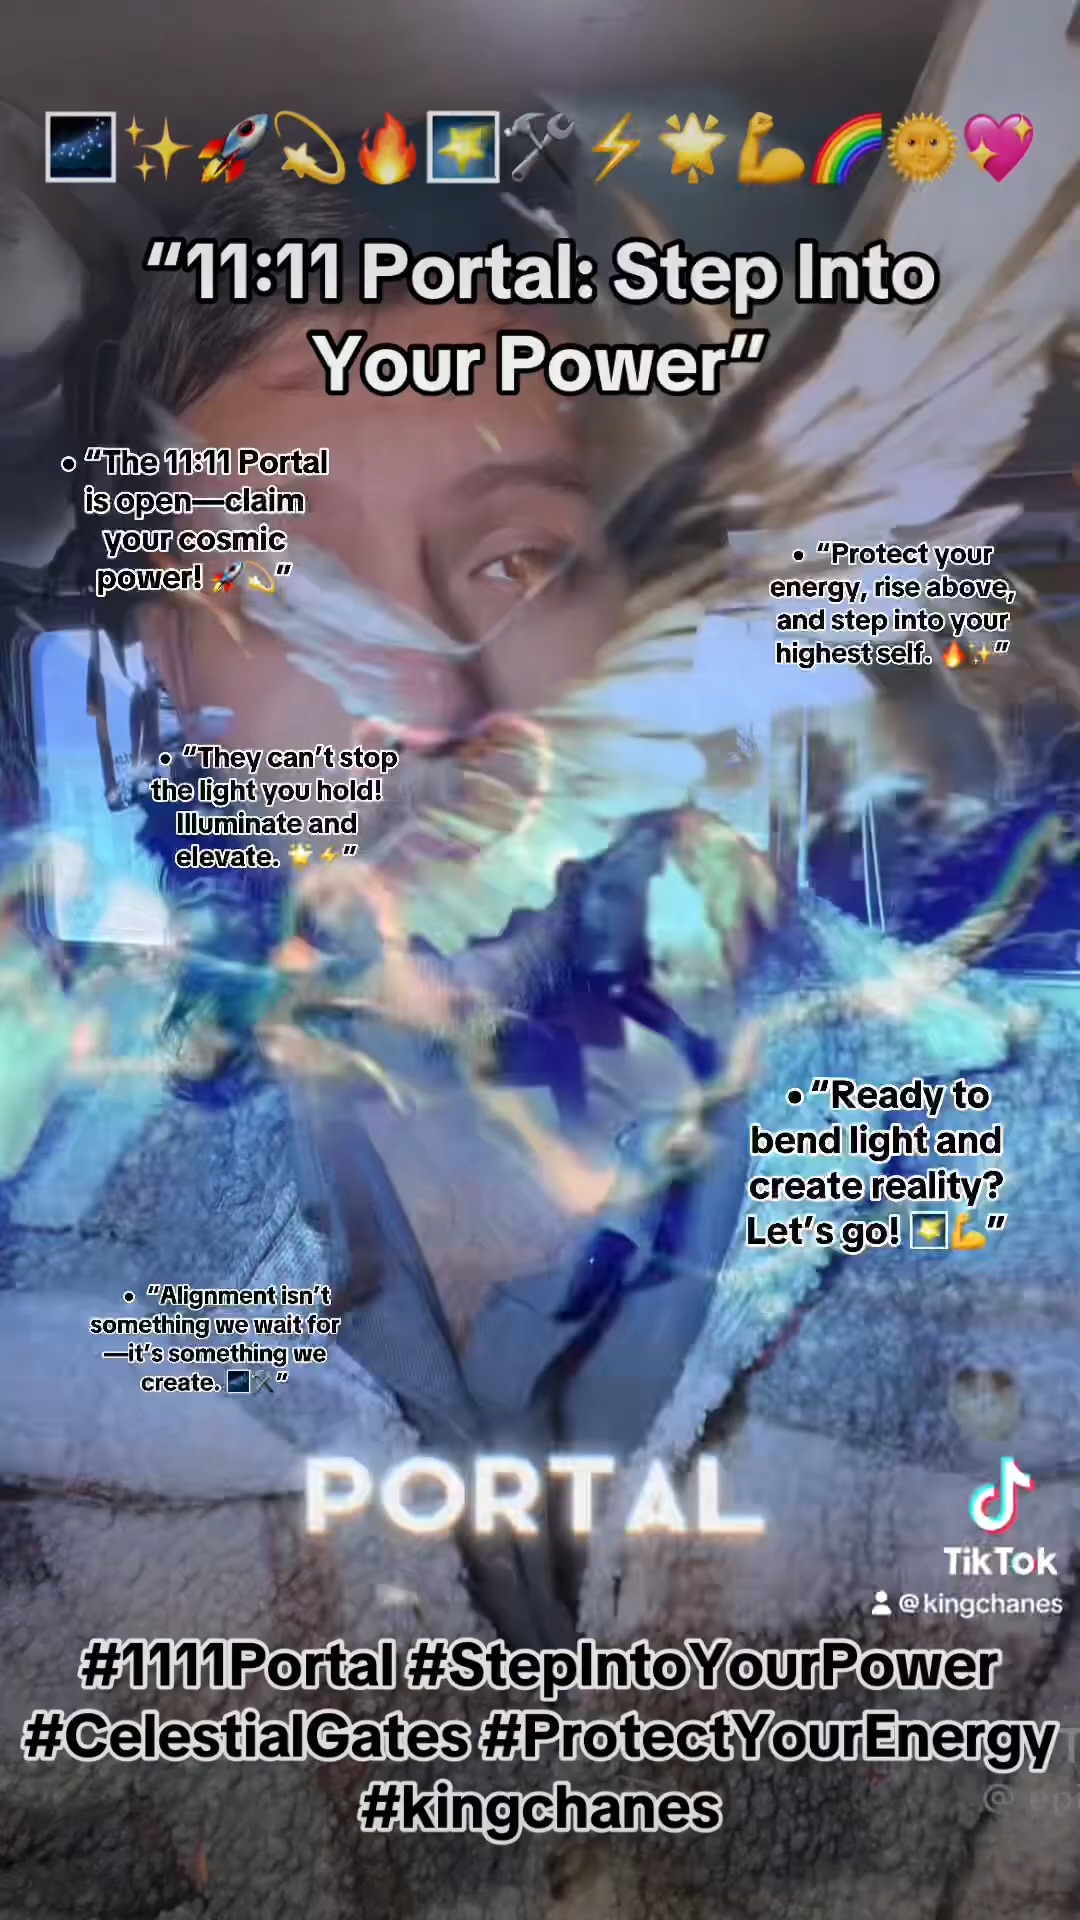 🌌✨🚀💫🔥🌠🛠️⚡🌟💪🌈🌞💖
“11:11 Portal: Step Into
Your Power”
• “The 11:11 Portal
is open—claim
your cosmic
power! 🚀💫”
• “Protect your
energy, rise above,
and step into your
highest self. 🔥✨”
• “They can’t stop
the light you hold!
Illuminate and
elevate. 🌟⚡”
• “Ready to
bend light and
create reality?
Let’s go! 🌠💪”
• “Alignment isn’t
something we wait for
—it’s something we
create. 🌌🛠️”
PORTAL
TikTok
@kingchanes
#1111Portal #StepIntoYourPower
#CelestialGates #ProtectYourEnergy
#kingchanes